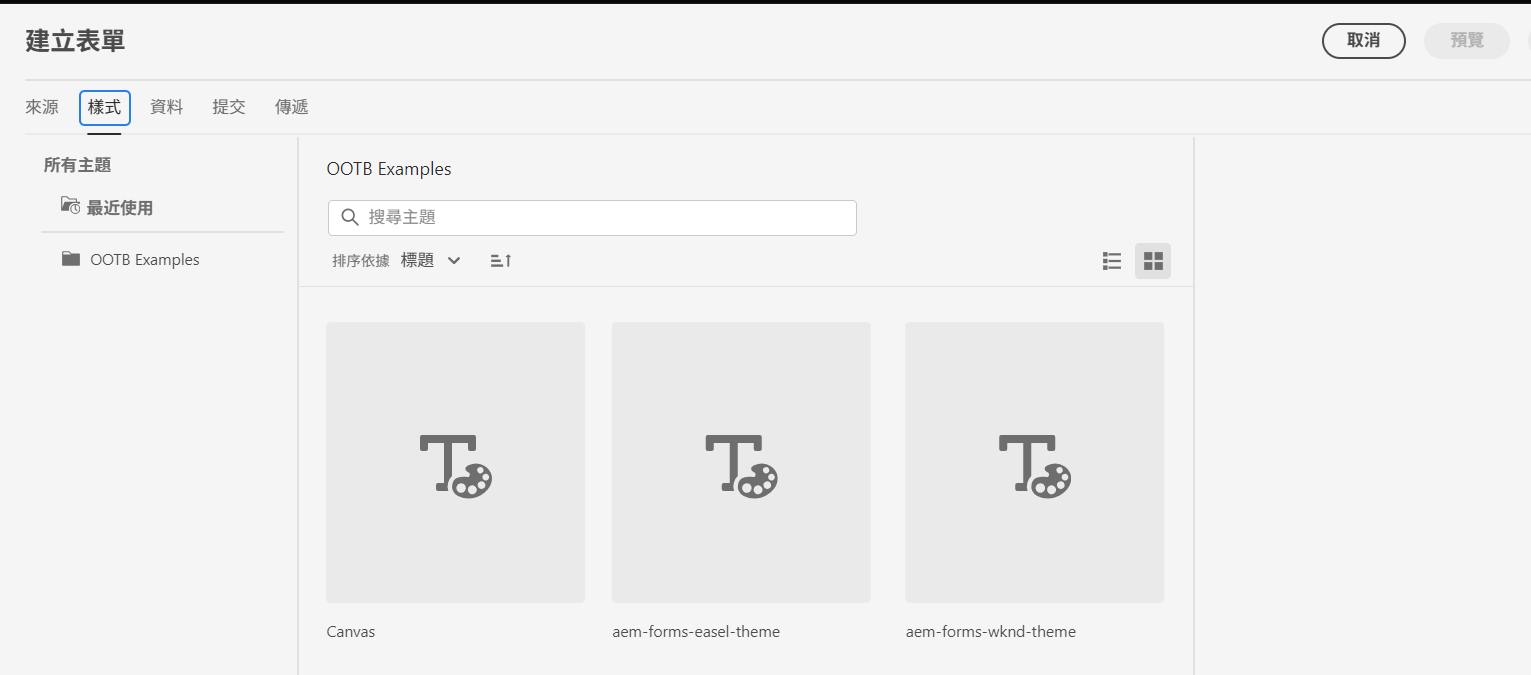 建立表單
取消
預覽
來源
樣式
資料
提交
傳遞
所有主題
最近使用
OOTB Examples
OOTB Examples
搜尋主題
排序依據 標題
Canvas
aem-forms-easel-theme
aem-forms-wknd-theme